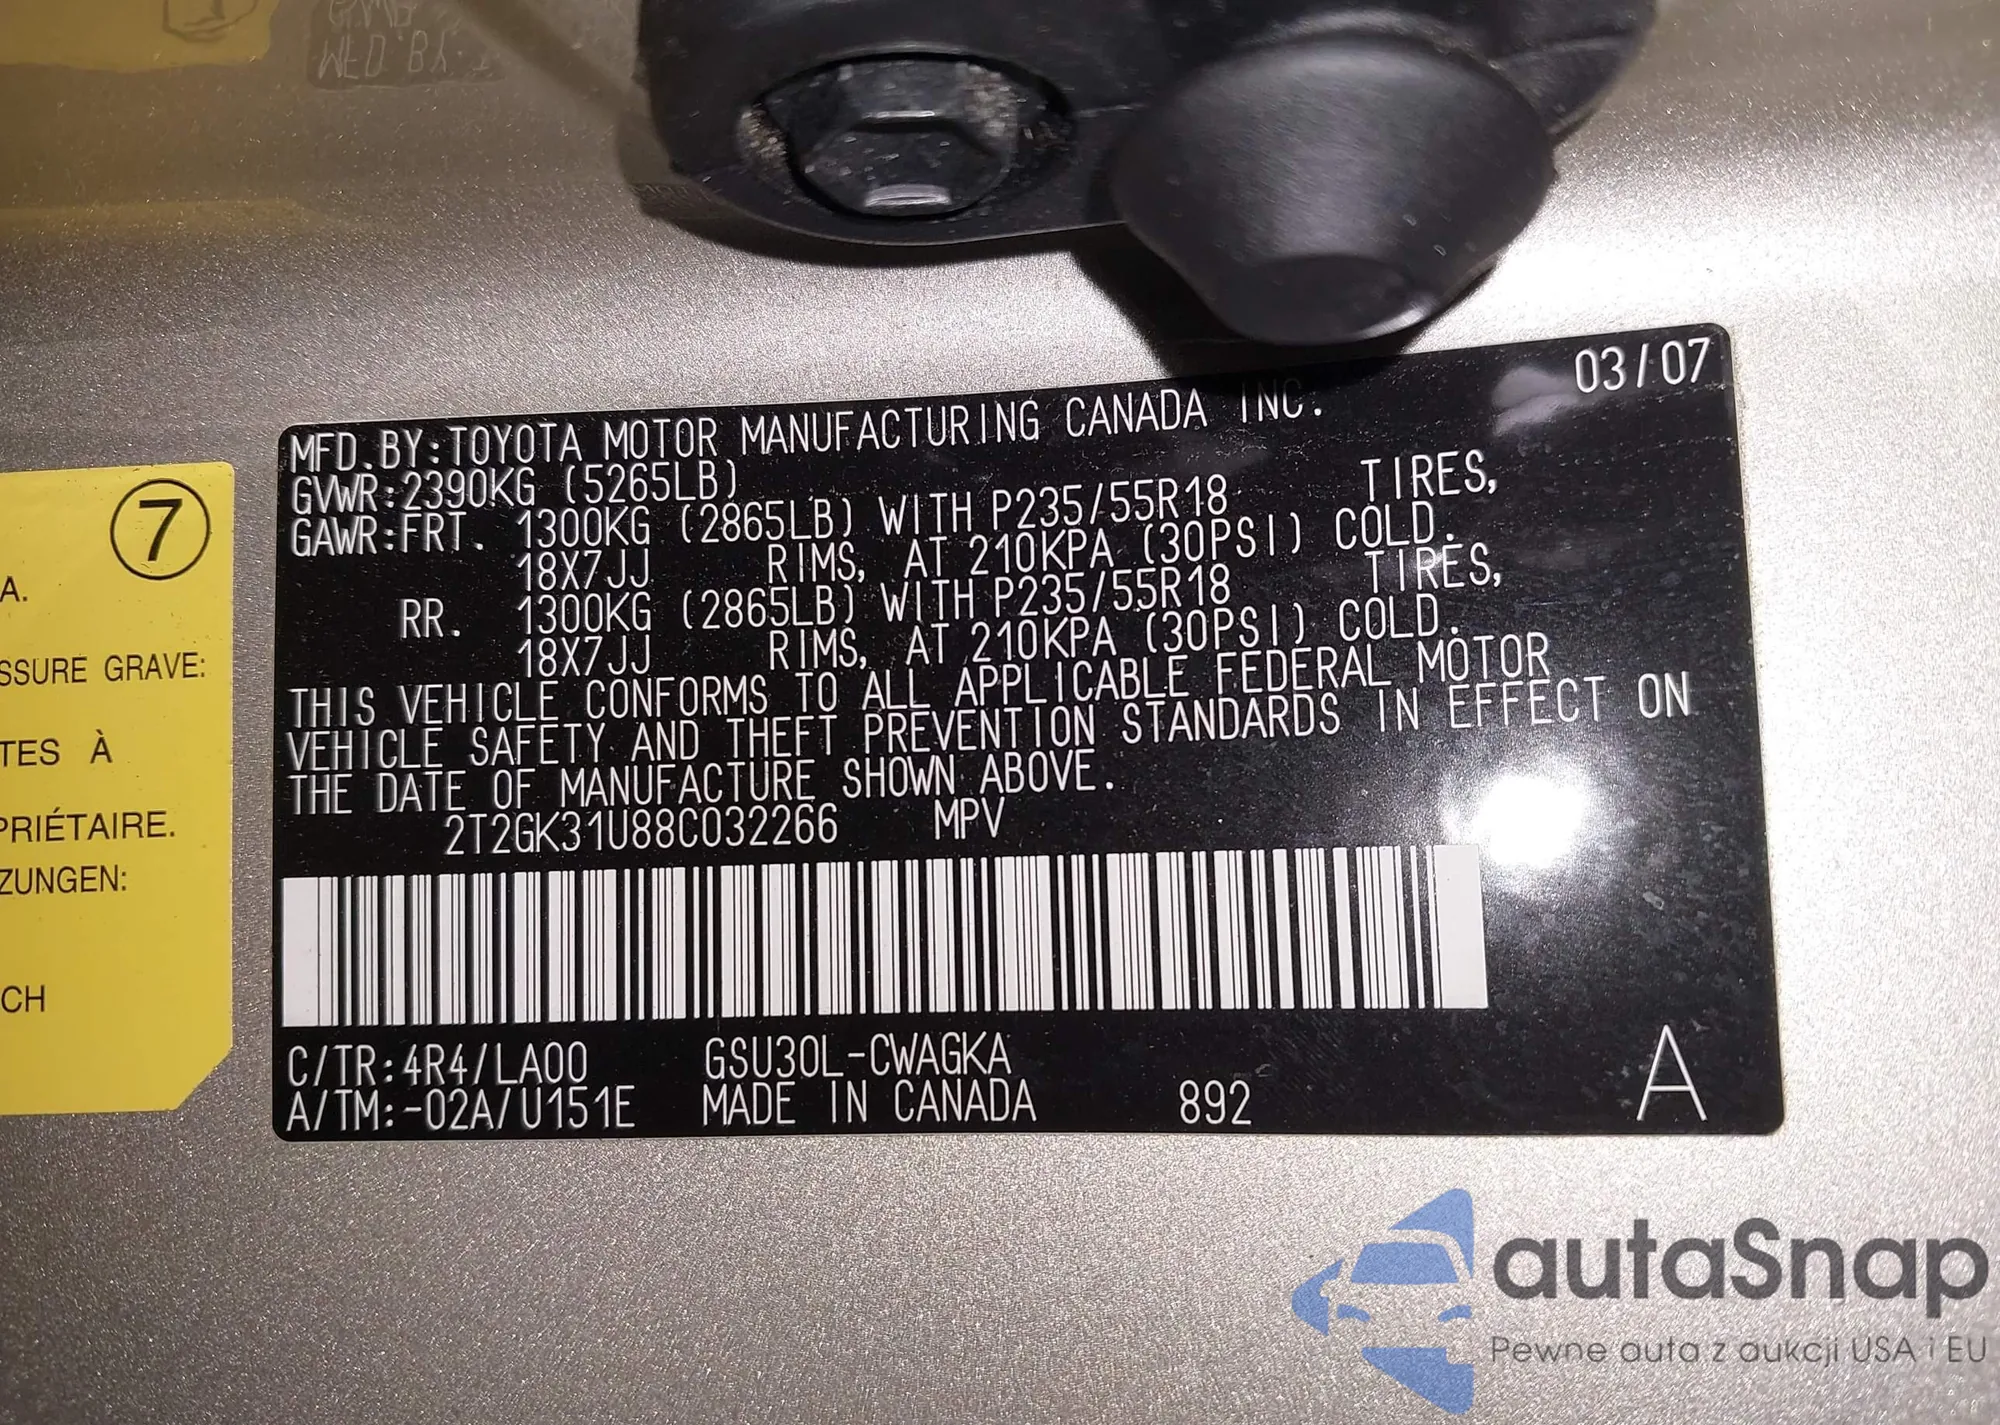 7
A.
SSURE GRAVE:
TES À
PRIÉTAIRE.
ZUNGEN:
CH
03/07
MFD.BY:TOYOTA MOTOR MANUFACTURING CANADA INC.
GVWR:2390KG (5265LB)
GAWR:FRT. 1300KG (2865LB) WITH P235/55R18 TIRES,
18X7JJ RIMS, AT 210KPA (30PSI) COLD.
RR. 1300KG (2865LB) WITH P235/55R18 TIRES,
18X7JJ RIMS, AT 210KPA (30PSI) COLD.
THIS VEHICLE CONFORMS TO ALL APPLICABLE FEDERAL MOTOR
VEHICLE SAFETY AND THEFT PREVENTION STANDARDS IN EFFECT ON
THE DATE OF MANUFACTURE SHOWN ABOVE.
2T2GK31U88C032266 MPV
C/TR:4R4/LA00 GSU30L-CWAGKA
A/TM:-02A/U151E MADE IN CANADA 892 A
autaSnap
Pewne auta z aukcji USA i EU